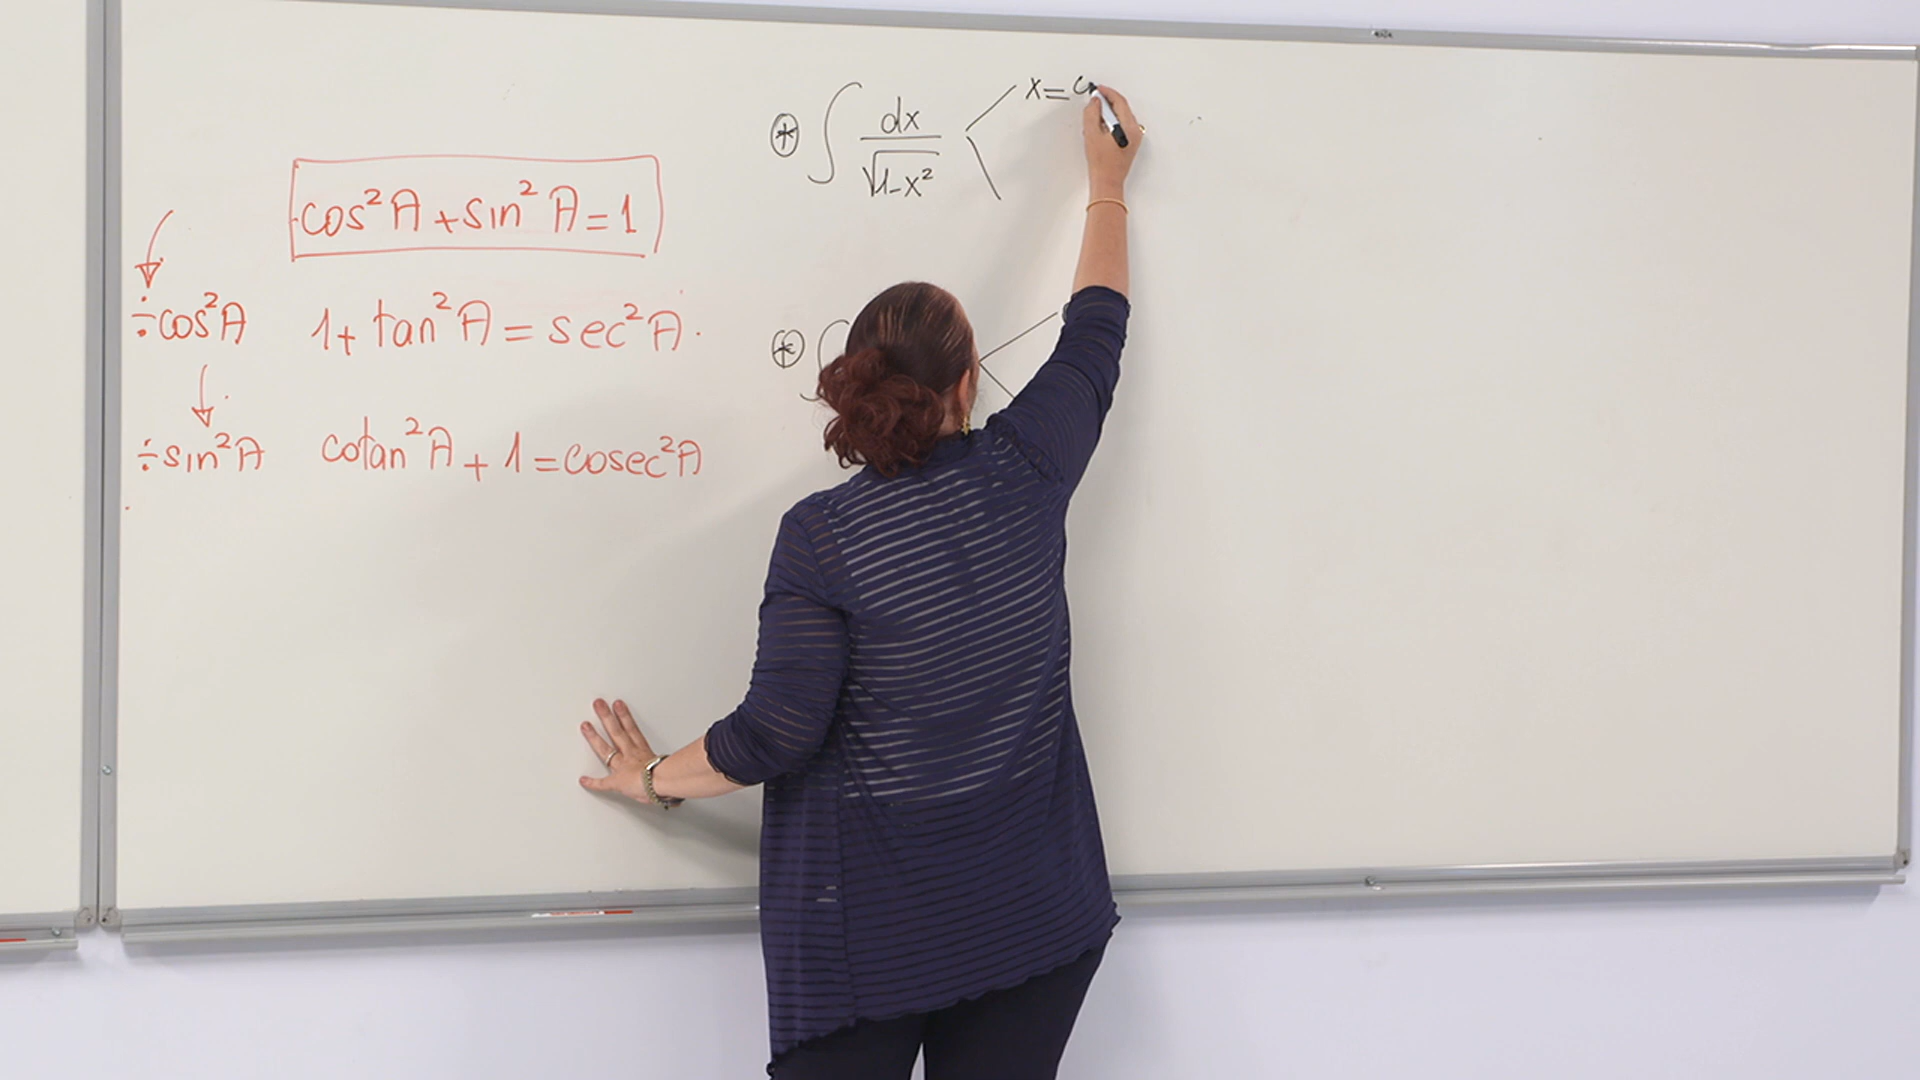 cos²A + sin²A = 1
÷cos²A 1 + tan²A = sec²A
÷sin²A cotan²A + 1 = cosec²A
⊛ ∫ dx / √1-x² < x =
⊛ ∫